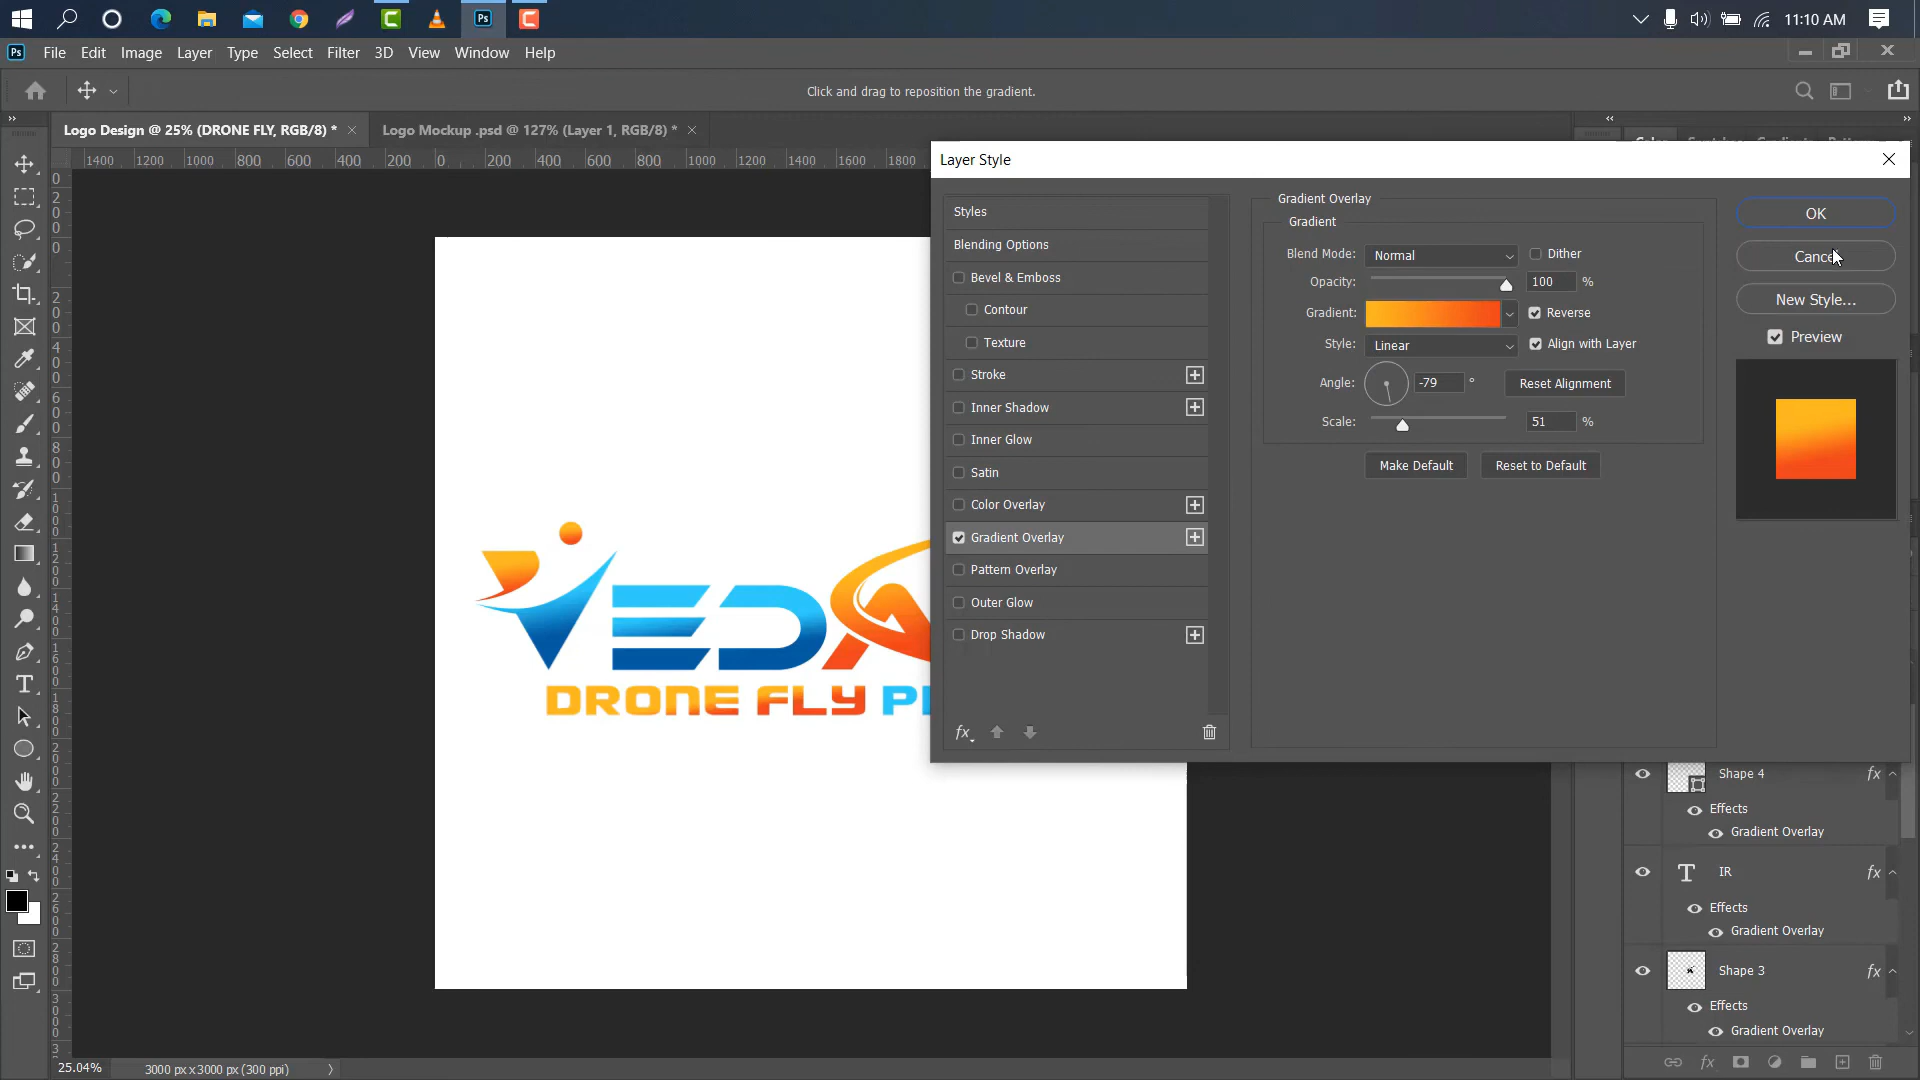 11:10 AM
Ps File Edit Image Layer Type Select Filter 3D View Window Help
Click and drag to reposition the gradient.
Logo Design @ 25% (DRONE FLY, RGB/8) *
Logo Mockup .psd @ 127% (Layer 1, RGB/8) *
1400 1200 1000 800 600 400 200 0 200 400 600 800 1000 1200 1400 1600 1800
Layer Style
Styles
Blending Options
Bevel & Emboss
Contour
Texture
Stroke
Inner Shadow
Inner Glow
Satin
Color Overlay
Gradient Overlay
Pattern Overlay
Outer Glow
Drop Shadow
fx
Gradient Overlay
Gradient
Blend Mode: Normal Dither
Opacity: 100 %
Gradient: Reverse
Style: Linear Align with Layer
Angle: -79 ° Reset Alignment
Scale: 51 %
Make Default Reset to Default
OK
Cancel
New Style...
Preview
VEDA
DRONE FLY
Shape 4 fx
Effects
Gradient Overlay
T IR fx
Effects
Gradient Overlay
Shape 3 fx
Effects
Gradient Overlay
25.04% 3000 px x 3000 px (300 ppi)